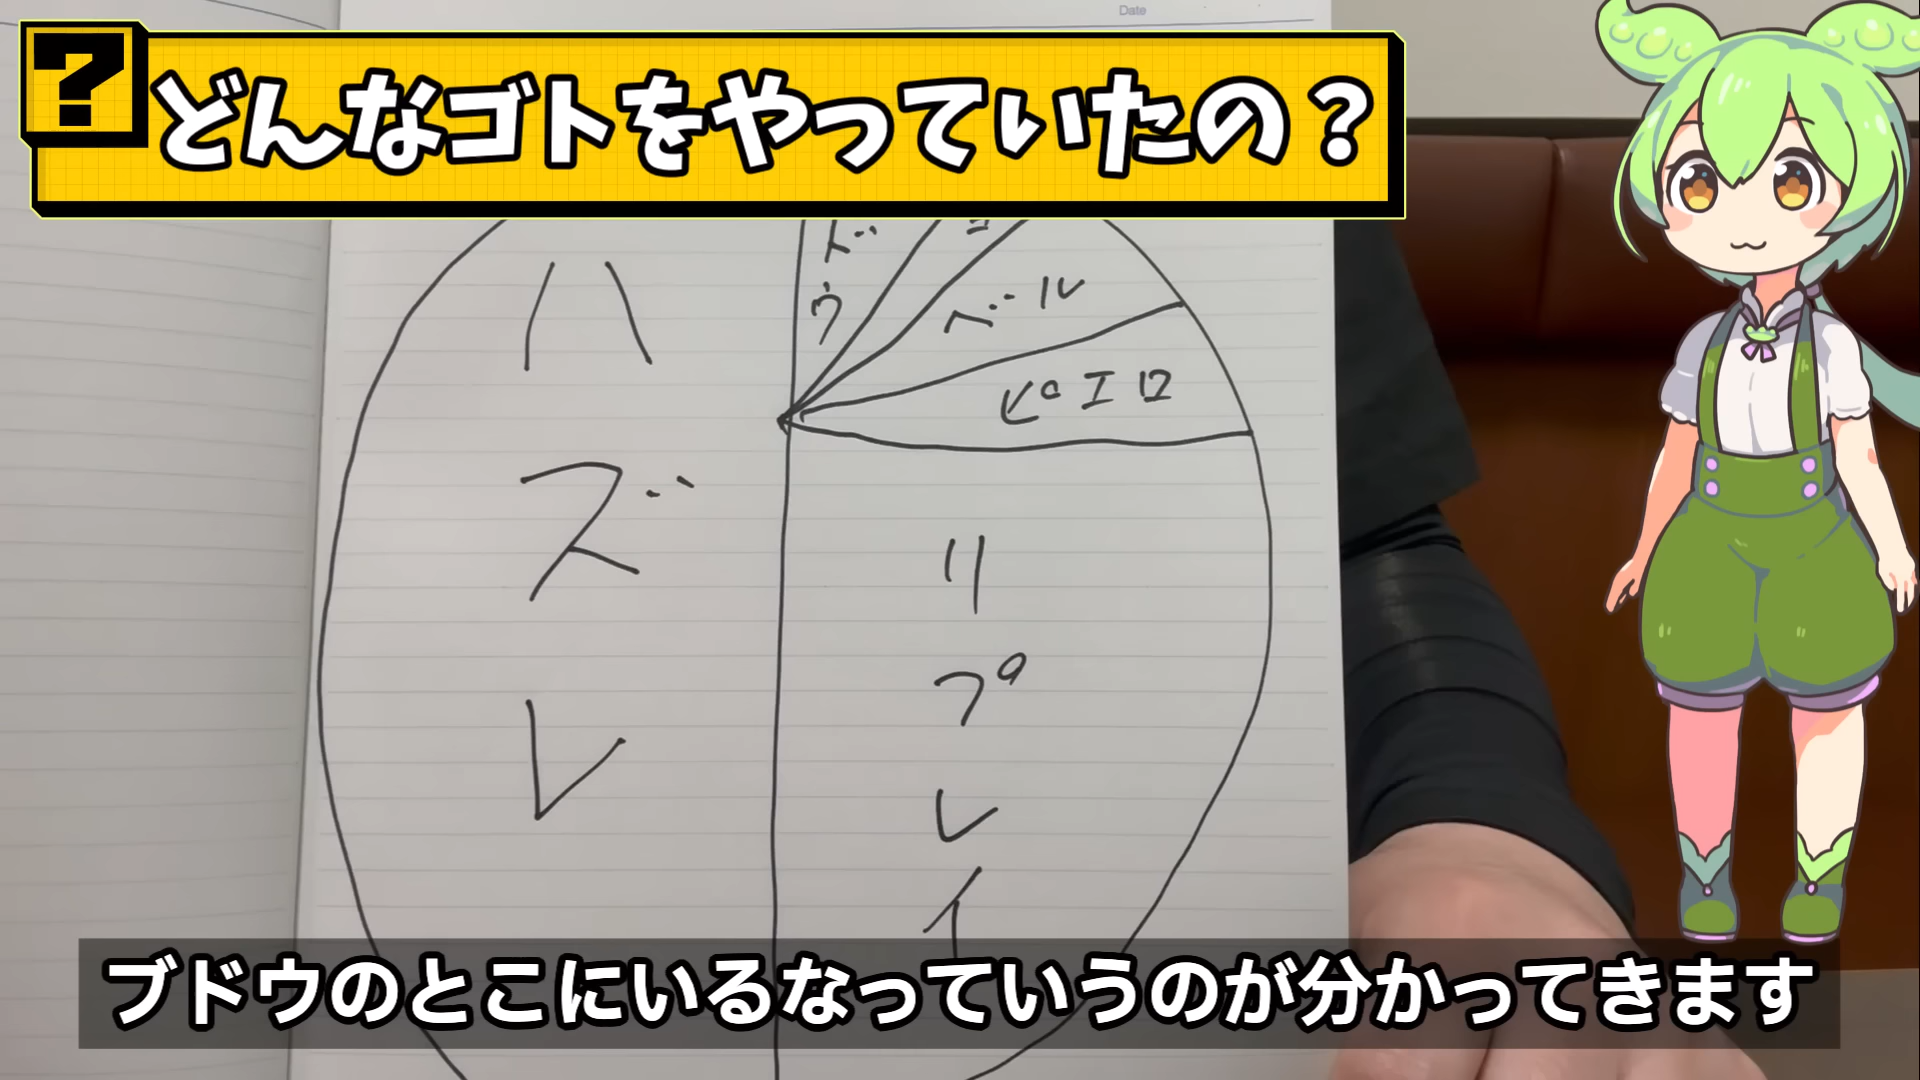 Date
?
どんなゴトをやっていたの？
ドウ
ベル
ピエロ
ハズレ
リプレイ
ブドウのとこにいるなっていうのが分かってきます